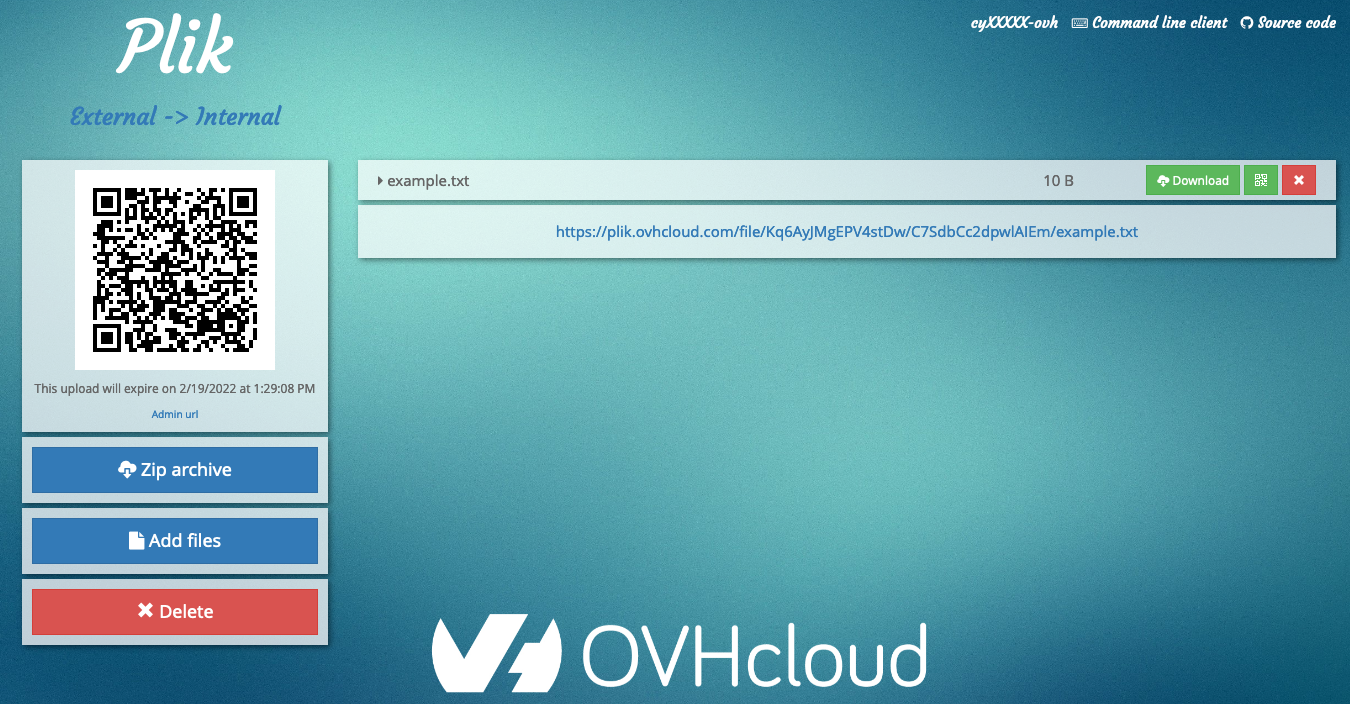 Plik
cyXXXXX-ovh Command line client Source code
External -> Internal
example.txt 10 B Download
https://plik.ovhcloud.com/file/Kq6AyJMgEPV4stDw/C7SdbCc2dpwlAIEm/example.txt
This upload will expire on 2/19/2022 at 1:29:08 PM
Admin url
Zip archive
Add files
Delete
OVHcloud